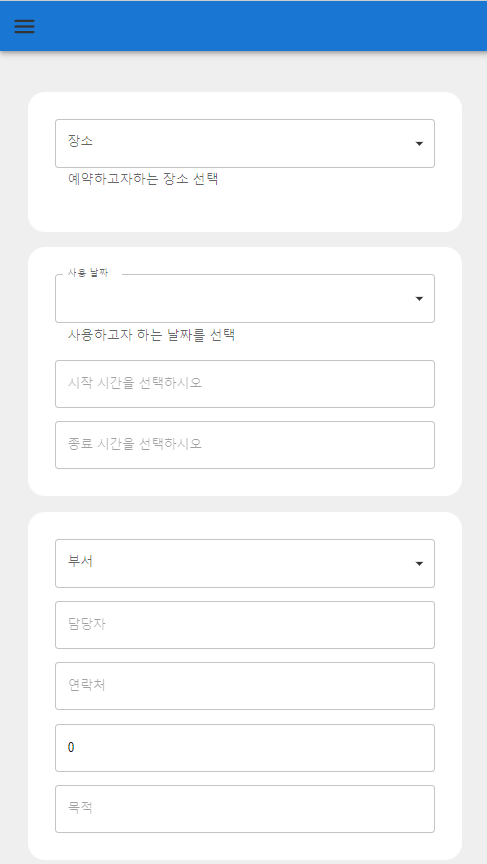 장소
예약하고자하는 장소 선택
사용 날짜
사용하고자 하는 날짜를 선택
시작 시간을 선택하시오
종료 시간을 선택하시오
부서
담당자
연락처
0
목적